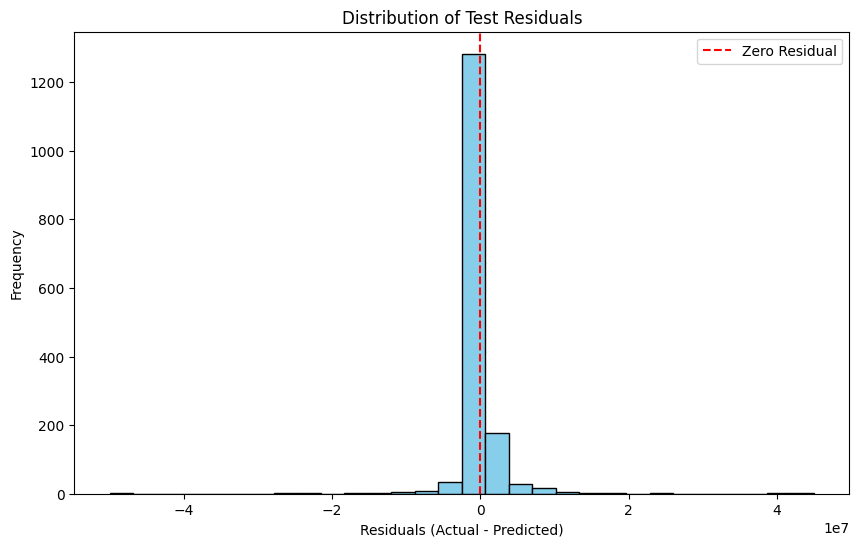 Distribution of Test Residuals
Zero Residual
Frequency
1200
1000
800
600
400
200
0
−4 −2 0 2 4
1e7
Residuals (Actual - Predicted)